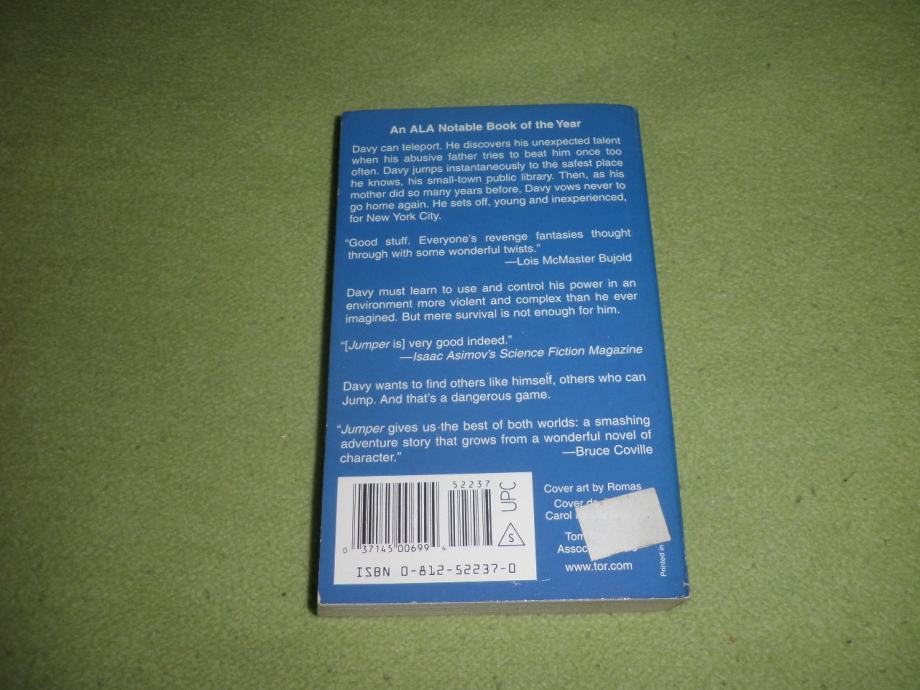 An ALA Notable Book of the Year
Davy can teleport. He discovers his unexpected talent
when his abusive father tries to beat him once too
often. Davy jumps instantaneously to the safest place
he knows, his small-town public library. Then, as his
mother did so many years before, Davy vows never to
go home again. He sets off, young and inexperienced,
for New York City.
“Good stuff. Everyone’s revenge fantasies thought
through with some wonderful twists.”
—Lois McMaster Bujold
Davy must learn to use and control his power in an
environment more violent and complex than he ever
imagined. But mere survival is not enough for him.
“[Jumper is] very good indeed.”
—Isaac Asimov’s Science Fiction Magazine
Davy wants to find others like himself, others who can
Jump. And that’s a dangerous game.
“Jumper gives us the best of both worlds: a smashing
adventure story that grows from a wonderful novel of
character.”
—Bruce Coville
52237
UPC
S
0 37145 00699 4
ISBN 0-812-52237-0
Cover art by Romas
Cover
Carol
Tom
Assoc
www.tor.com
Printed in